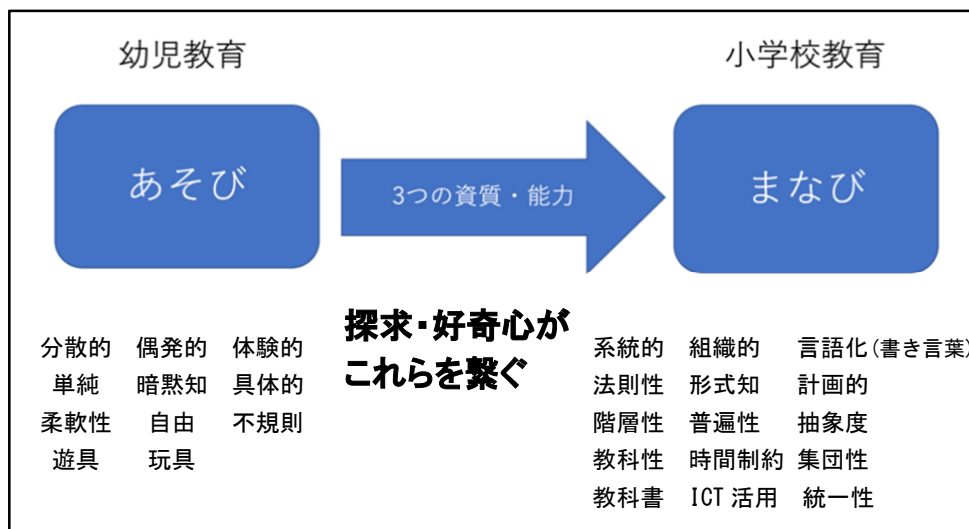 幼児教育
小学校教育
あそび
3つの資質・能力
まなび
探求・好奇心が
これらを繋ぐ
分散的 偶発的 体験的
単純 暗黙知 具体的
柔軟性 自由 不規則
遊具 玩具
系統的 組織的 言語化(書き言葉)
法則性 形式知 計画的
階層性 普遍性 抽象度
教科性 時間制約 集団性
教科書 ICT 活用 統一性